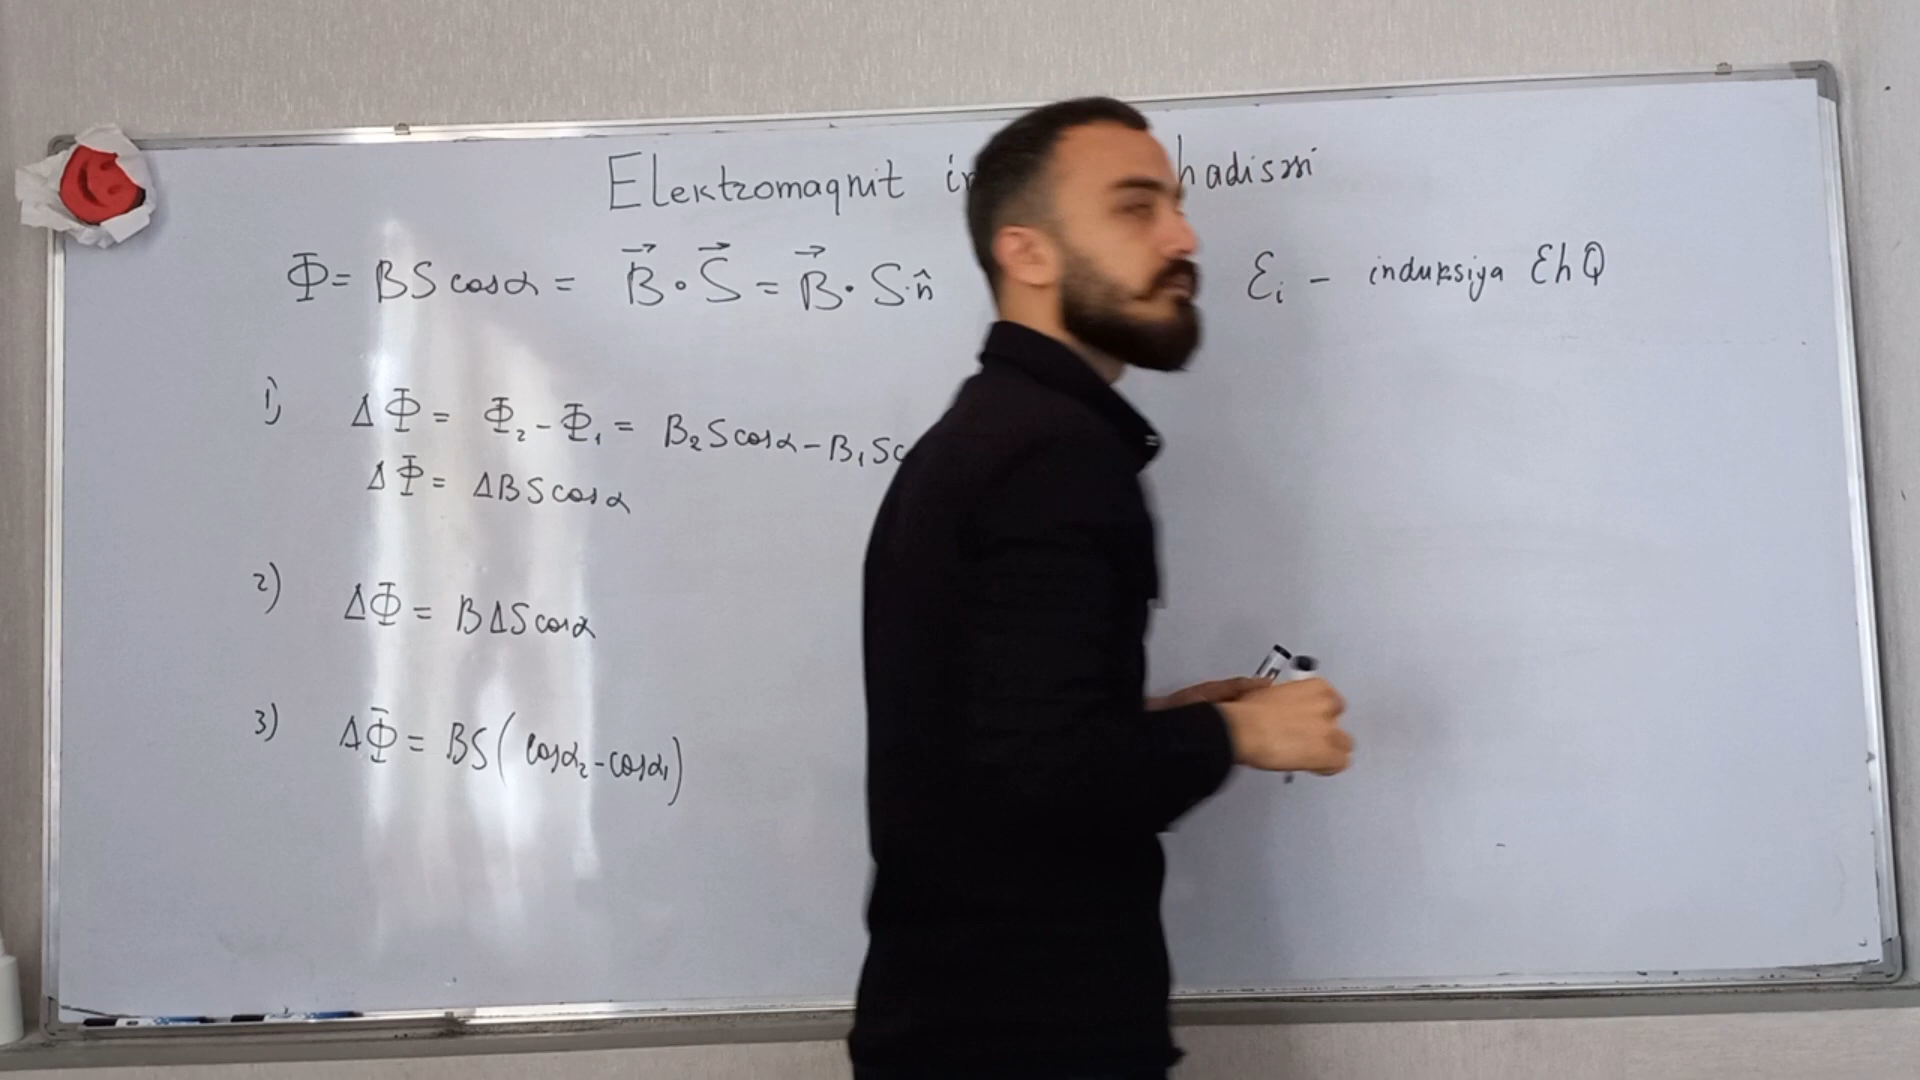 Elektromaqnit hadisəsi
Φ = BScosα = B⃗ · S⃗ = B⃗ · S·n̂
Ɛᵢ – induksiya EhQ
1) ΔΦ = Φ₂ - Φ₁ = B₂Scosα – B₁Sc
ΔΦ = ΔBScosα
2) ΔΦ = BΔScosα
3) ΔΦ = BS(cosα₂ - cosα₁)